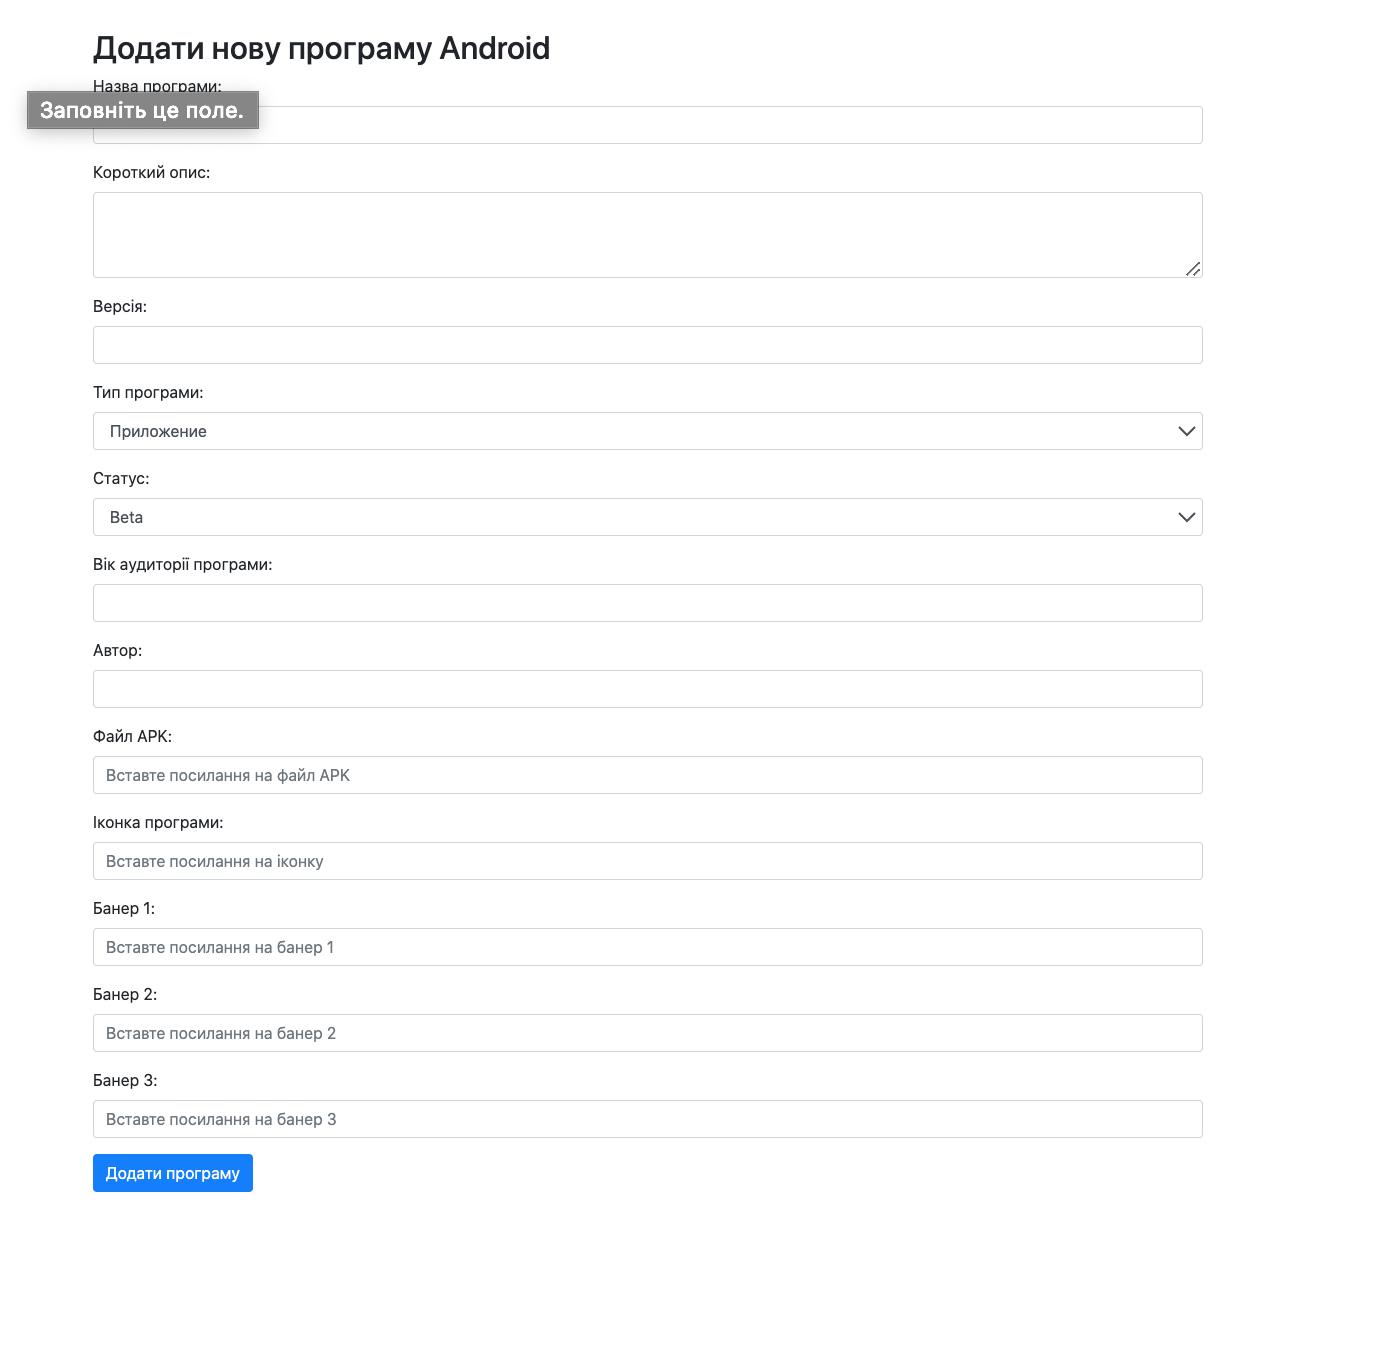 Додати нову програму Android
Назва програми:
Заповніть це поле.
Короткий опис:
Версія:
Тип програми:
Приложение
Статус:
Beta
Вік аудиторії програми:
Автор:
Файл APK:
Вставте посилання на файл APK
Іконка програми:
Вставте посилання на іконку
Банер 1:
Вставте посилання на банер 1
Банер 2:
Вставте посилання на банер 2
Банер 3:
Вставте посилання на банер 3
Додати програму